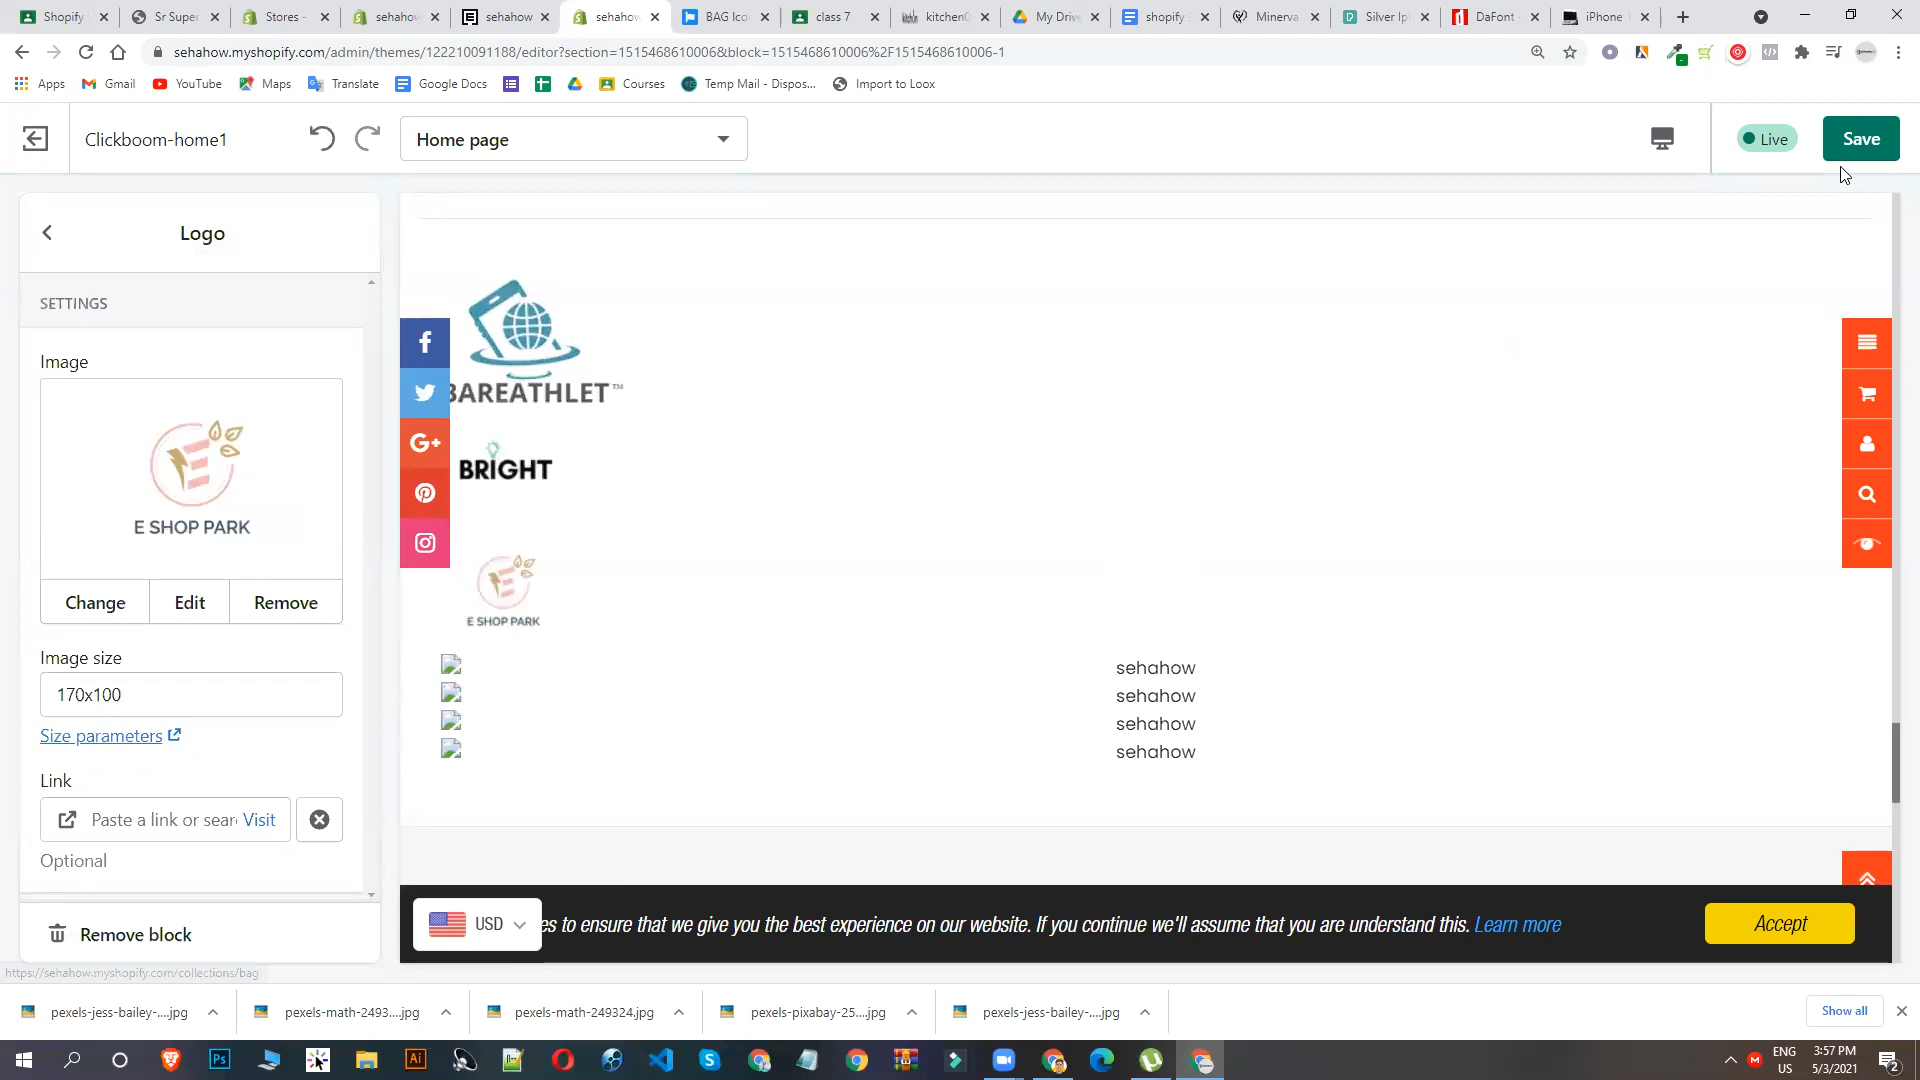 Shopify
Sr Super
Stores -
sehahow
sehahow
sehahow
BAG Ico
class 7
kitchen
My Drive
shopify
Minerva
Silver Ip
DaFont
iPhone
sehahow.myshopify.com/admin/themes/122210091188/editor?section=1515468610006&block=1515468610006%2F1515468610006-1
Apps
Gmail
YouTube
Maps
Translate
Google Docs
Courses
Temp Mail - Dispos...
Import to Loox
Clickboom-home1
Home page
Live
Save
Logo
SETTINGS
Image
E SHOP PARK
Change
Edit
Remove
Image size
170x100
Size parameters
Link
Paste a link or sear
Visit
Optional
Remove block
BAREATHLET™
BRIGHT
E SHOP PARK
sehahow
sehahow
sehahow
sehahow
USD
es to ensure that we give you the best experience on our website. If you continue we'll assume that you are understand this. Learn more
Accept
https://sehahow.myshopify.com/collections/bag
pexels-jess-bailey-....jpg
pexels-math-2493....jpg
pexels-math-249324.jpg
pexels-pixabay-25....jpg
pexels-jess-bailey-....jpg
Show all
ENG
US
3:57 PM
5/3/2021
2